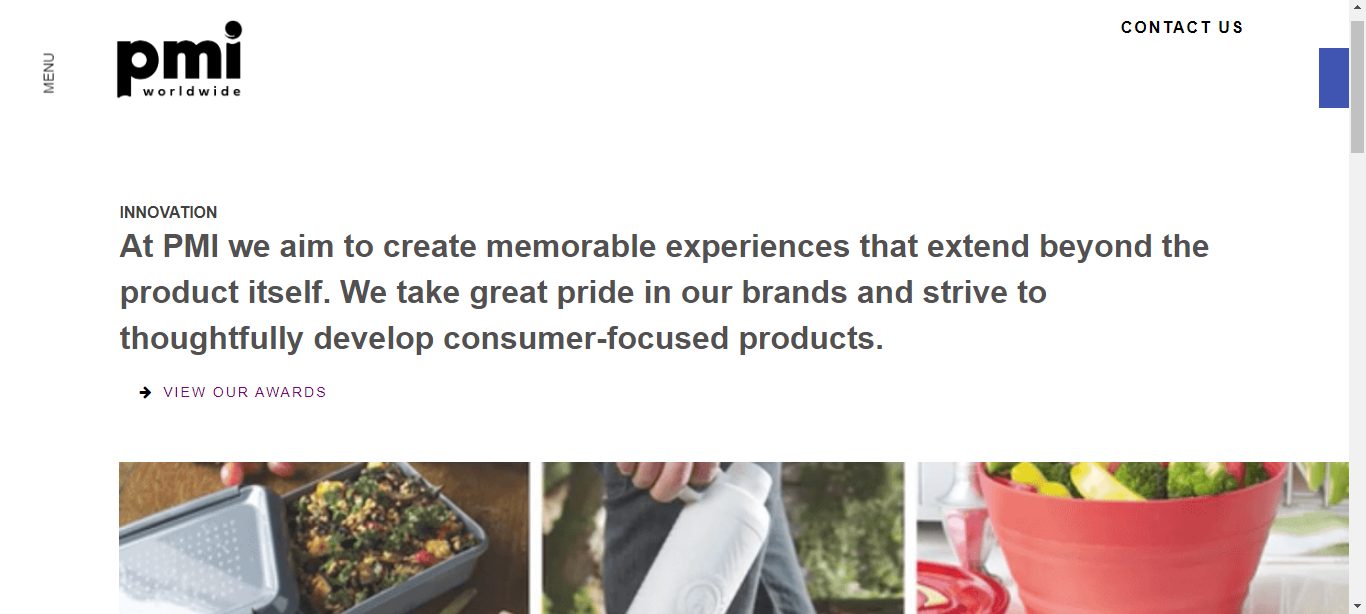 CONTACT US
MENU
pmi
worldwide
INNOVATION
At PMI we aim to create memorable experiences that extend beyond the
product itself. We take great pride in our brands and strive to
thoughtfully develop consumer-focused products.
VIEW OUR AWARDS